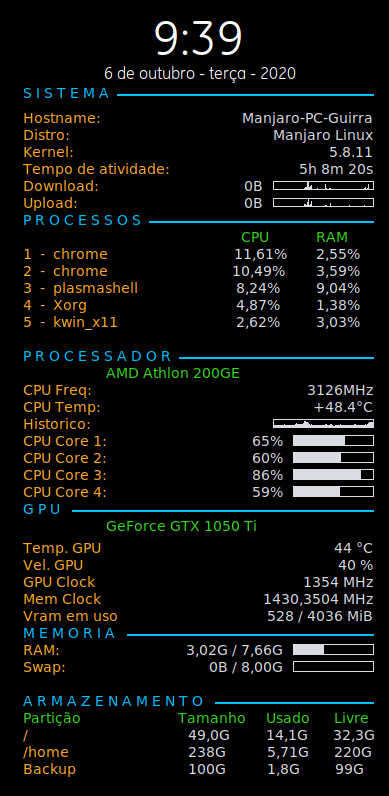 9:39
6 de outubro - terça - 2020
SISTEMA
Hostname: Manjaro-PC-Guirra
Distro: Manjaro Linux
Kernel: 5.8.11
Tempo de atividade: 5h 8m 20s
Download: 0B
Upload: 0B
PROCESSOS
CPU RAM
1 - chrome 11,61% 2,55%
2 - chrome 10,49% 3,59%
3 - plasmashell 8,24% 9,04%
4 - Xorg 4,87% 1,38%
5 - kwin_x11 2,62% 3,03%
PROCESSADOR
AMD Athlon 200GE
CPU Freq: 3126MHz
CPU Temp: +48.4°C
Historico:
CPU Core 1: 65%
CPU Core 2: 60%
CPU Core 3: 86%
CPU Core 4: 59%
GPU
GeForce GTX 1050 Ti
Temp. GPU 44 °C
Vel. GPU 40 %
GPU Clock 1354 MHz
Mem Clock 1430,3504 MHz
Vram em uso 528 / 4036 MiB
MEMORIA
RAM: 3,02G / 7,66G
Swap: 0B / 8,00G
ARMAZENAMENTO
Partição Tamanho Usado Livre
/ 49,0G 14,1G 32,3G
/home 238G 5,71G 220G
Backup 100G 1,8G 99G